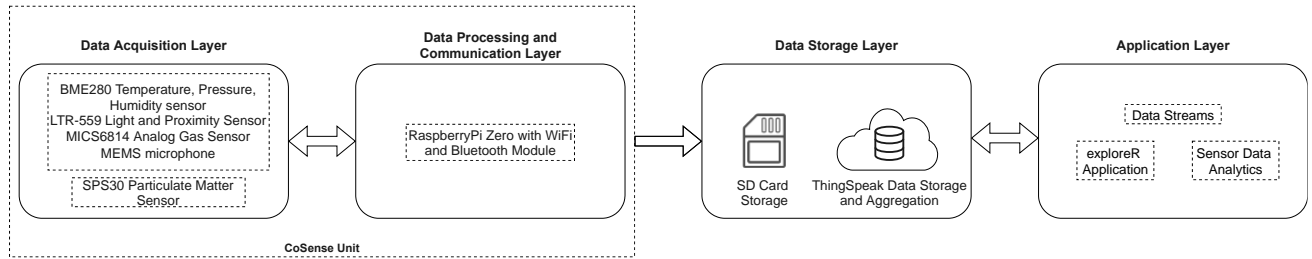 Data Acquisition Layer
BME280 Temperature, Pressure,
Humidity sensor
LTR-559 Light and Proximity Sensor
MICS6814 Analog Gas Sensor
MEMS microphone
SPS30 Particulate Matter
Sensor
Data Processing and
Communication Layer
RaspberryPi Zero with WiFi
and Bluetooth Module
CoSense Unit
Data Storage Layer
SD Card
Storage
ThingSpeak Data Storage
and Aggregation
Application Layer
Data Streams
exploreR
Application
Sensor Data
Analytics